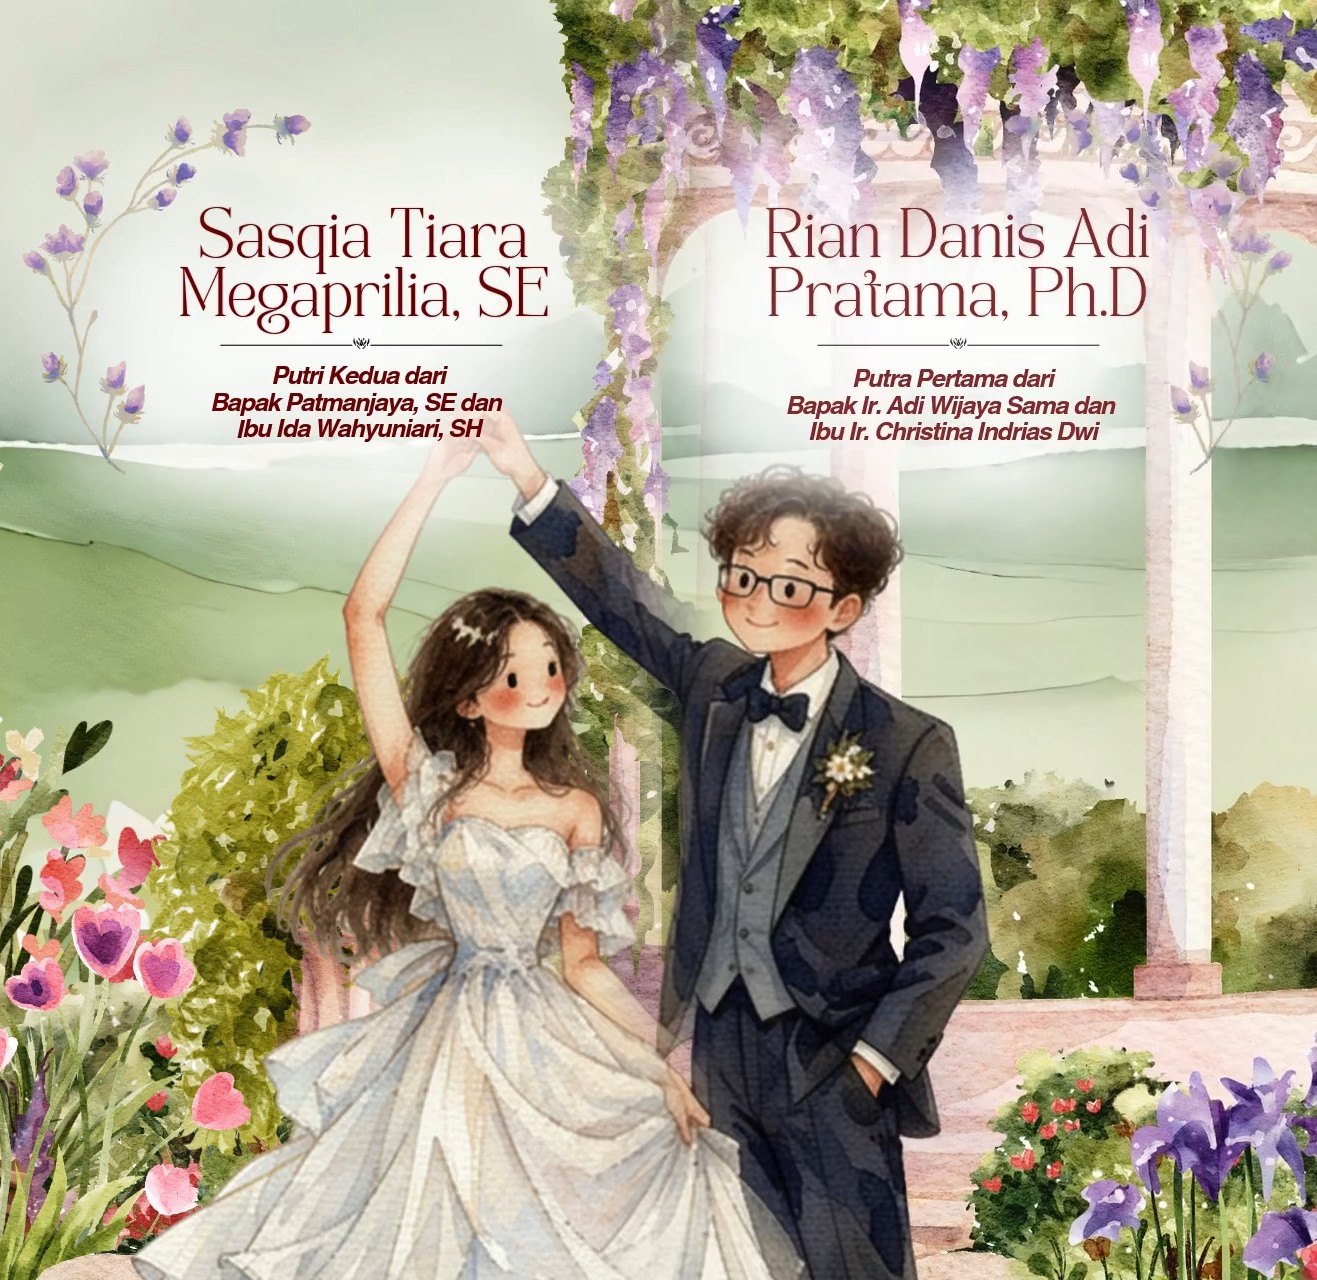 Sasqia Tiara
Megaprilia, SE
Putri Kedua dari
Bapak Patmanjaya, SE dan
Ibu Ida Wahyuniari, SH
Rian Danis Adi
Pratama, Ph.D
Putra Pertama dari
Bapak Ir. Adi Wijaya Sama dan
Ibu Ir. Christina Indrias Dwi